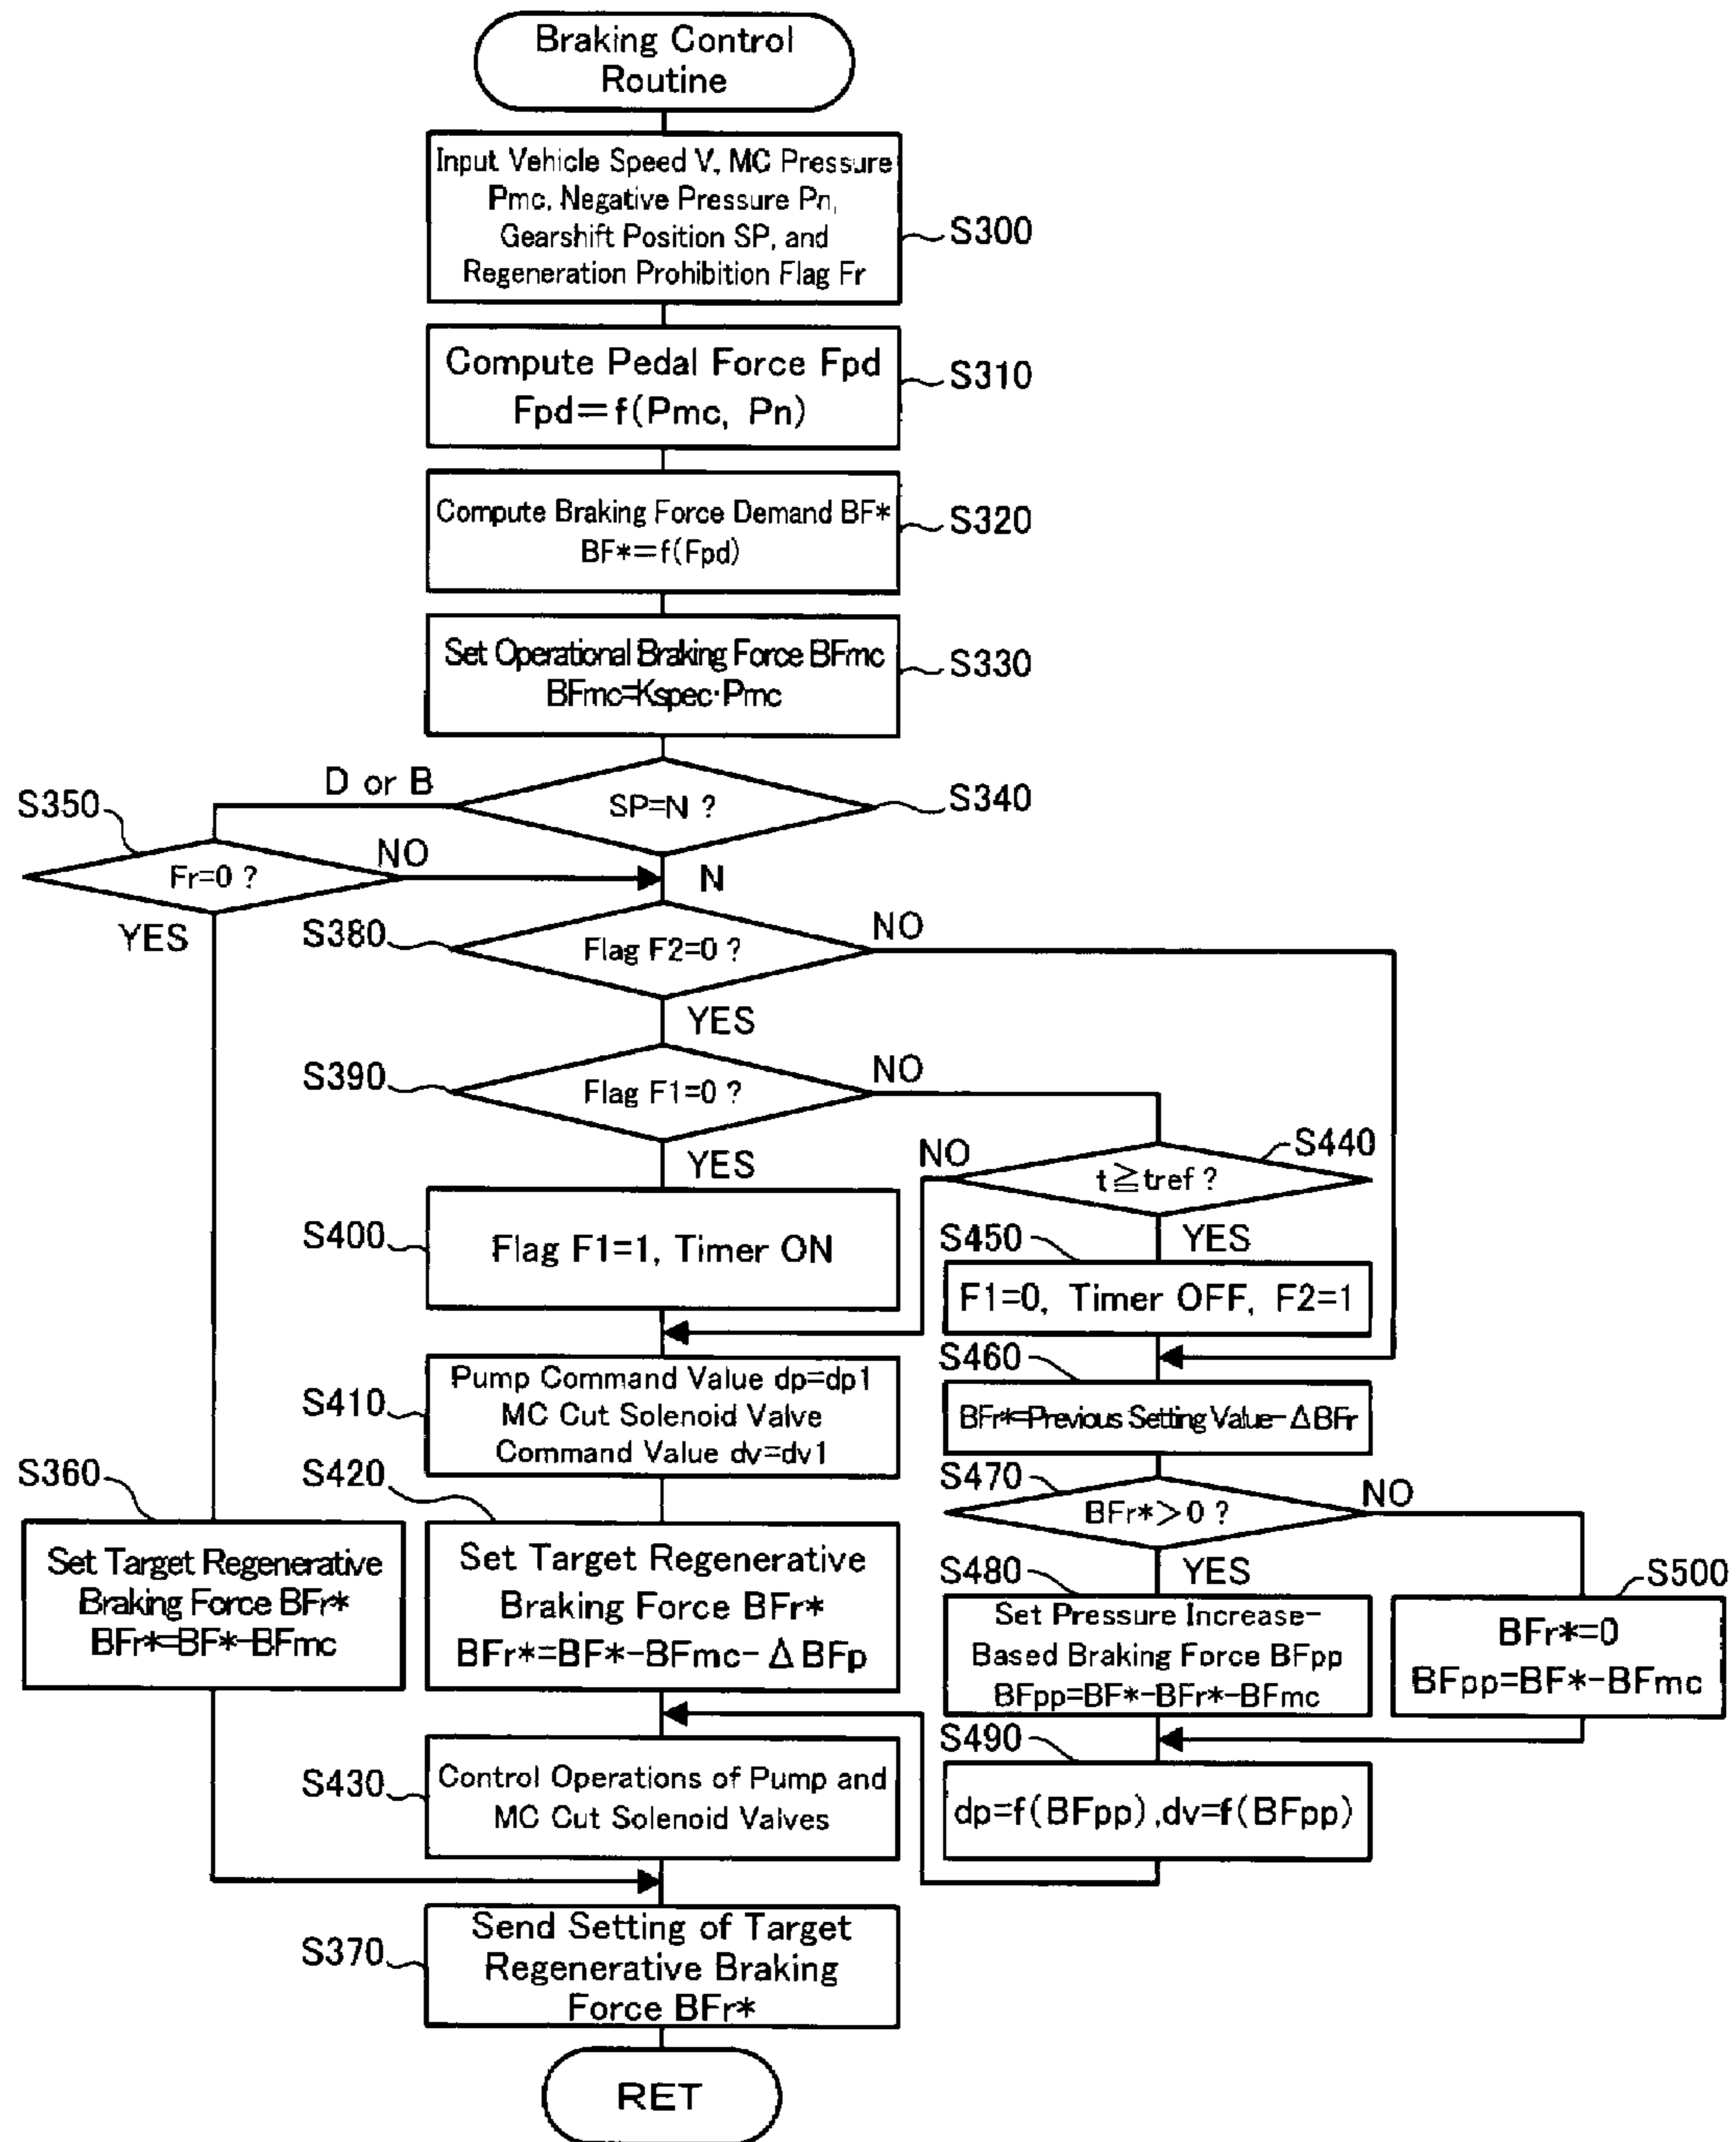 Braking Control
Routine
Input Vehicle Speed V, MC Pressure
Pmc, Negative Pressure Pn,
Gearshift Position SP, and
Regeneration Prohibition Flag Fr
S300
Compute Pedal Force Fpd
Fpd=f(Pmc, Pn)
S310
Compute Braking Force Demand BF*
BF*=f(Fpd)
S320
Set Operational Braking Force BFmc
BFmc=Kspec·Pmc
S330
D or B
SP=N ?
S340
S350
Fr=0 ?
NO
N
YES
S380
Flag F2=0 ?
NO
YES
S390
Flag F1=0 ?
NO
YES
S440
NO
t≧tref ?
YES
S400
Flag F1=1, Timer ON
S450
F1=0, Timer OFF, F2=1
S410
Pump Command Value dp=dp1
MC Cut Solenoid Valve
Command Value dv=dv1
S460
BFr*=Previous Setting Value-ΔBFr
S470
BFr*>0 ?
NO
YES
S360
Set Target Regenerative
Braking Force BFr*
BFr*=BF*-BFmc
S420
Set Target Regenerative
Braking Force BFr*
BFr*=BF*-BFmc-ΔBFp
S480
Set Pressure Increase-
Based Braking Force BFpp
BFpp=BF*-BFr*-BFmc
S500
BFr*=0
BFpp=BF*-BFmc
S430
Control Operations of Pump and
MC Cut Solenoid Valves
S490
dp=f(BFpp),dv=f(BFpp)
S370
Send Setting of Target
Regenerative Braking
Force BFr*
RET